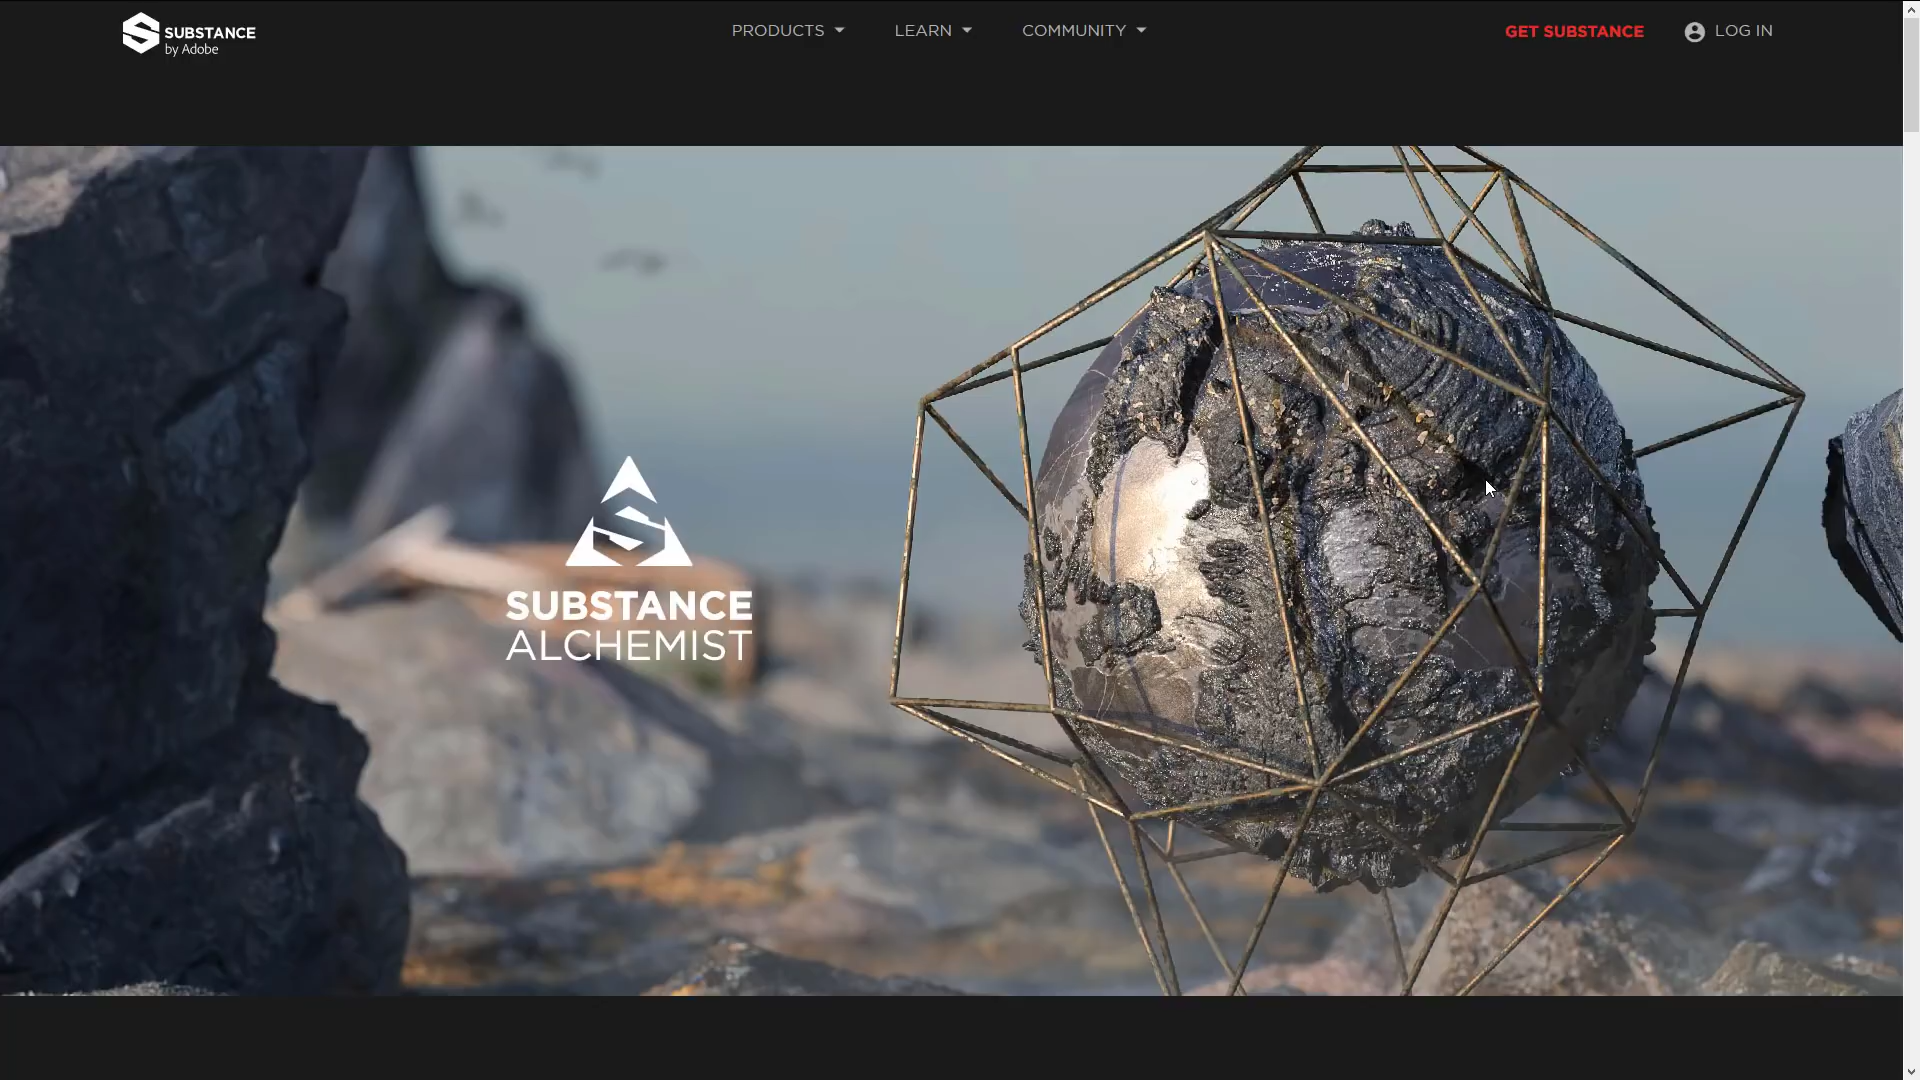 SUBSTANCE
by Adobe
PRODUCTS
LEARN
COMMUNITY
GET SUBSTANCE
LOG IN
SUBSTANCE
ALCHEMIST